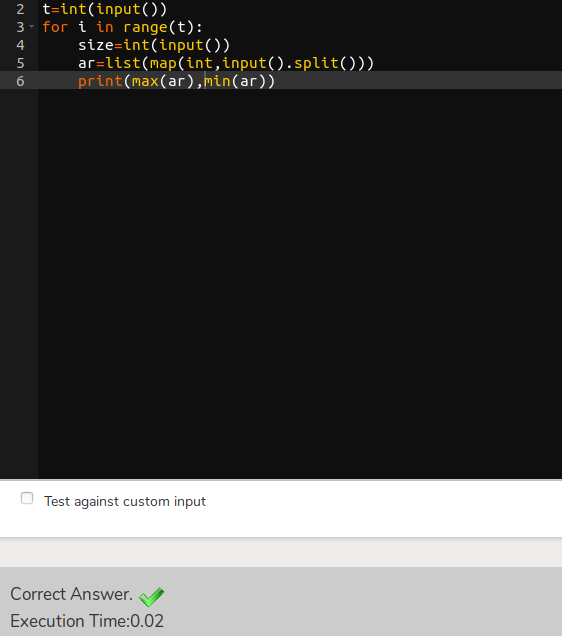 2 t=int(input())
3 for i in range(t):
4     size=int(input())
5     ar=list(map(int,input().split()))
6     print(max(ar),min(ar))
Test against custom input
Correct Answer.
Execution Time:0.02